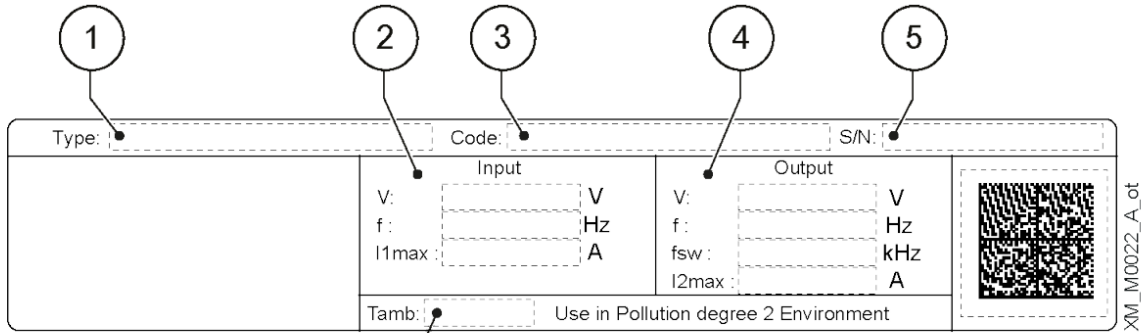 1 2 3 4 5
Type: Code: S/N:
Input Output
V: V V: V
f : Hz f : Hz
I1max : A fsw : kHz
I2max : A
Tamb: Use in Pollution degree 2 Environment
XM_M0022_A_ot